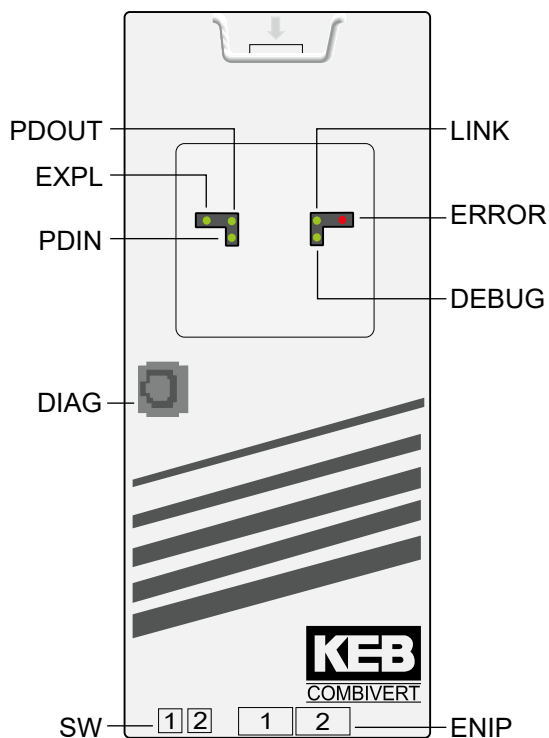 PDOUT
LINK
EXPL
ERROR
PDIN
DEBUG
DIAG
KEB
COMBIVERT
SW 1 2 1 2 ENIP